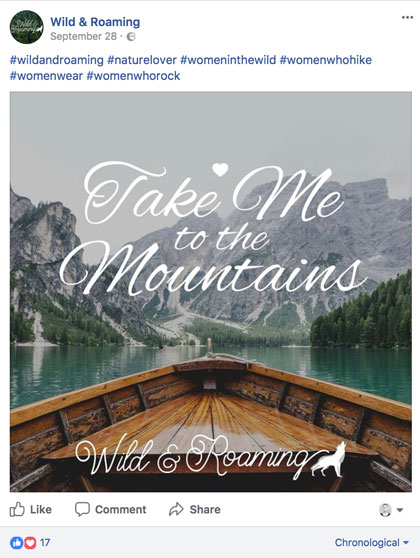 Wild & Roaming
September 28 ·
#wildandroaming #naturelover #womeninthewild #womenwhohike
#womenwear #womenwhorock
Take Me
to the
Mountains
Wild & Roaming
Like
Comment
Share
17
Chronological